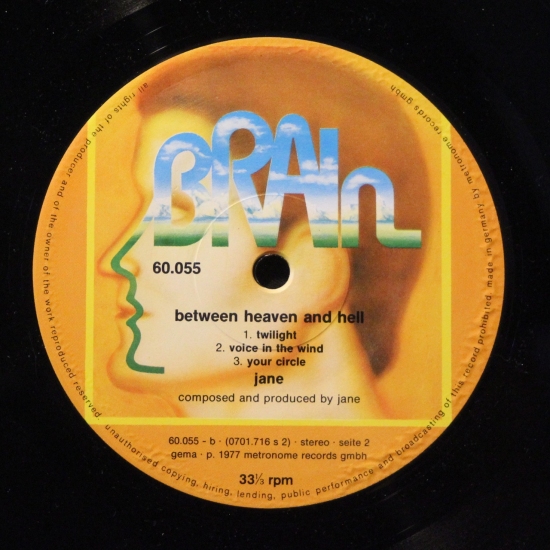 BRAIn
60.055
between heaven and hell
1. twilight
2. voice in the wind
3. your circle
jane
composed and produced by jane
60.055 - b · (0701.716 s 2) · stereo · seite 2
gema · p. 1977 metronome records gmbh
33⅓ rpm
all rights of the producer and of the owner of the work reproduced reserved. unauthorised copying, hiring, lending, public performance and broadcasting of this record prohibited. made in germany by metronome records gmbh